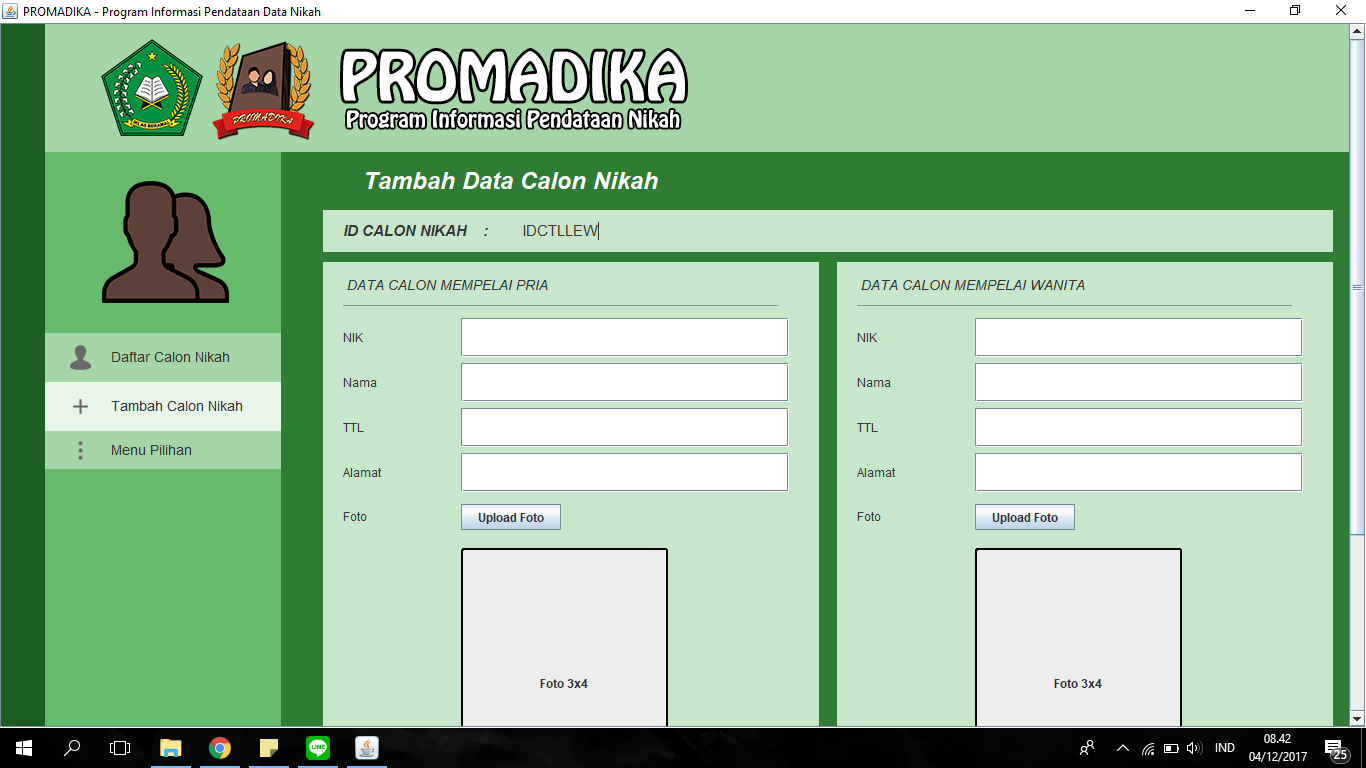 PROMADIKA - Program Informasi Pendataan Data Nikah
IKHLAS BERAMAL
PROMADIKA
PROMADIKA
Program Informasi Pendataan Nikah
Tambah Data Calon Nikah
ID CALON NIKAH : IDCTLLEW
Daftar Calon Nikah
Tambah Calon Nikah
Menu Pilihan
DATA CALON MEMPELAI PRIA
NIK
Nama
TTL
Alamat
Foto Upload Foto
Foto 3x4
DATA CALON MEMPELAI WANITA
NIK
Nama
TTL
Alamat
Foto Upload Foto
Foto 3x4
LINE
IND
08.42
04/12/2017
25